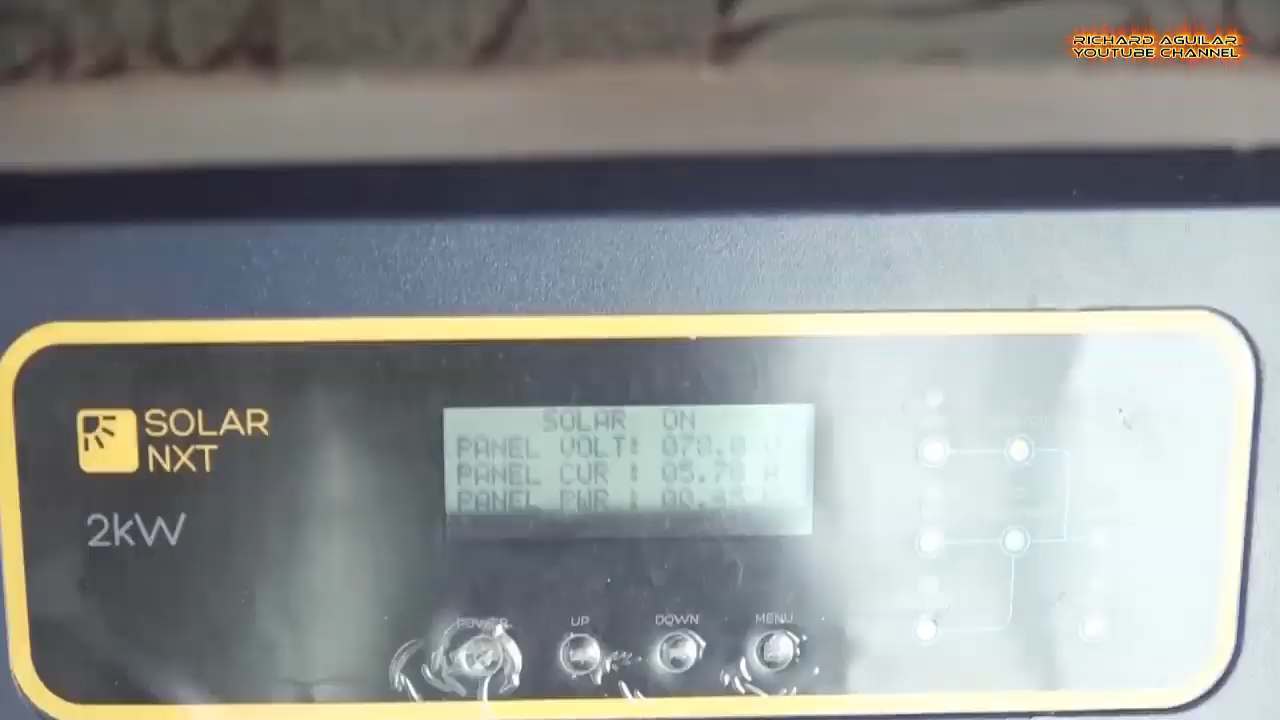 RICHARD AGUILAR
YOUTUBE CHANNEL
SOLAR
NXT
2kW
SOLAR ON
PANEL VOLT:
PANEL CUR :
PANEL PWR :
POWER
UP
DOWN
MENU